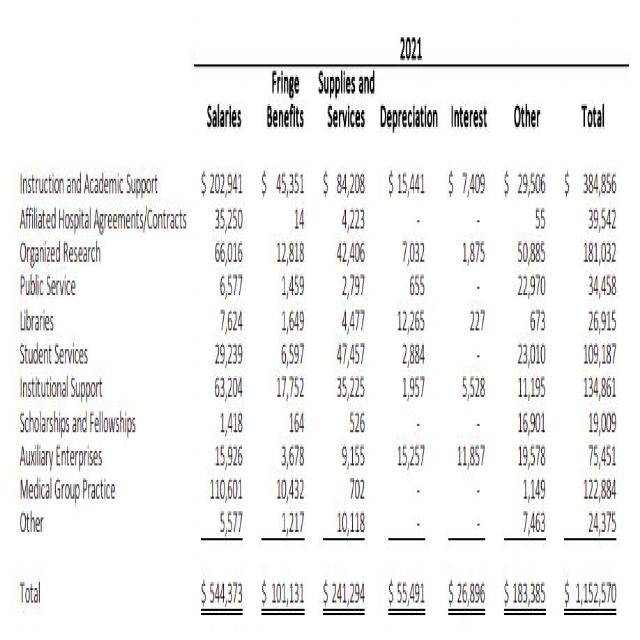 2021
Fringe Supplies and
Salaries Benefits Services Depreciation Interest Other Total
Instruction and Academic Support $ 202,941 $ 45,351 $ 84,208 $ 15,441 $ 7,409 $ 29,506 $ 384,856
Affiliated Hospital Agreements/Contracts 35,250 14 4,223 - - 55 39,542
Organized Research 66,016 12,818 42,406 7,032 1,875 50,885 181,032
Public Service 6,577 1,459 2,797 655 - 22,970 34,458
Libraries 7,624 1,649 4,477 12,265 227 673 26,915
Student Services 29,239 6,597 47,457 2,884 - 23,010 109,187
Institutional Support 63,204 17,752 35,225 1,957 5,528 11,195 134,861
Scholarships and Fellowships 1,418 164 526 - - 16,901 19,009
Auxiliary Enterprises 15,926 3,678 9,155 15,257 11,857 19,578 75,451
Medical Group Practice 110,601 10,432 702 - - 1,149 122,884
Other 5,577 1,217 10,118 - - 7,463 24,375
Total $ 544,373 $ 101,131 $ 241,294 $ 55,491 $ 26,896 $ 183,385 $ 1,152,570